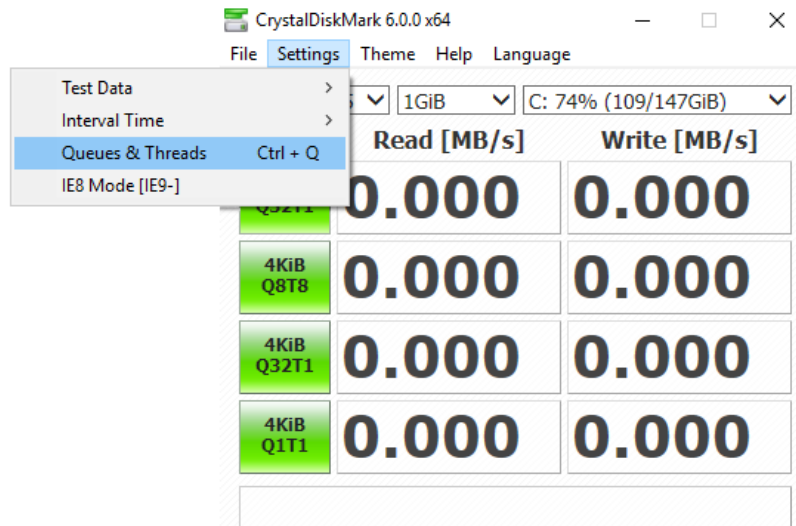 CrystalDiskMark 6.0.0 x64
File Settings Theme Help Language
Test Data
Interval Time
Queues & Threads Ctrl + Q
IE8 Mode [IE9-]
1GiB C: 74% (109/147GiB)
Read [MB/s] Write [MB/s]
Q32T1 0.000 0.000
4KiB
Q8T8 0.000 0.000
4KiB
Q32T1 0.000 0.000
4KiB
Q1T1 0.000 0.000